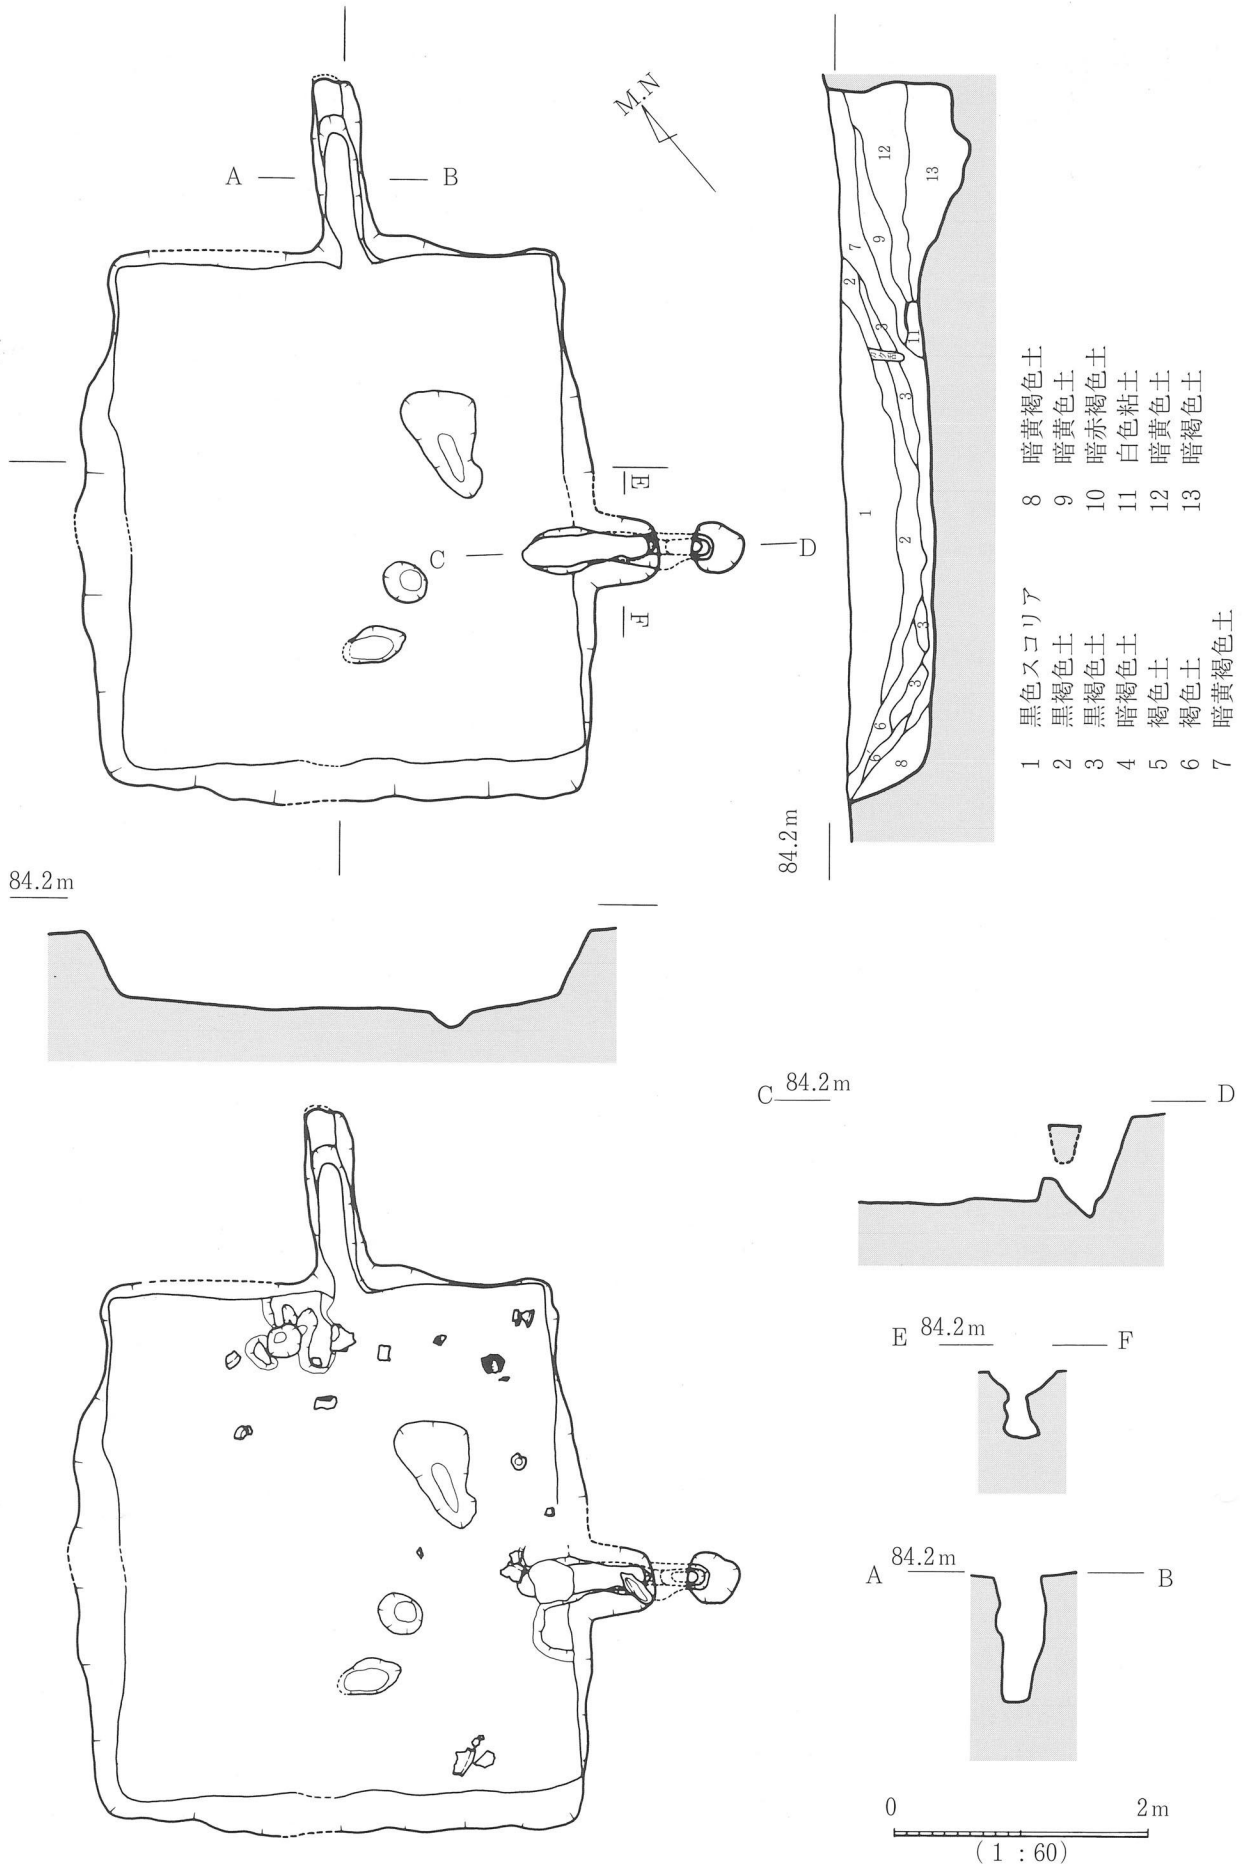 M.N
A
B
E
C
D
F
12
13
7
9
2
3
11
3
1
2
3
3
6
6′
8
84.2m
1 黒色スコリア
2 黒褐色土
3 黒褐色土
4 暗褐色土
5 褐色土
6 褐色土
7 暗黄褐色土
8 暗黄褐色土
9 暗黄色土
10 暗赤褐色土
11 白色粘土
12 暗黄色土
13 暗褐色土
84.2m
C 84.2m D
E 84.2m F
A 84.2m B
0 2m
(1:60)